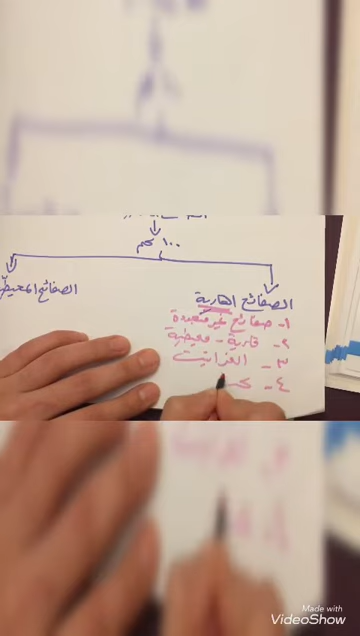 ١٠٠ كم
الصفائح القارية
الصفائح المحيطية
١- صفائح غير متجددة
٢- قارية - محيطية
٣- الغرانيت
٤-
Made with
VideoShow